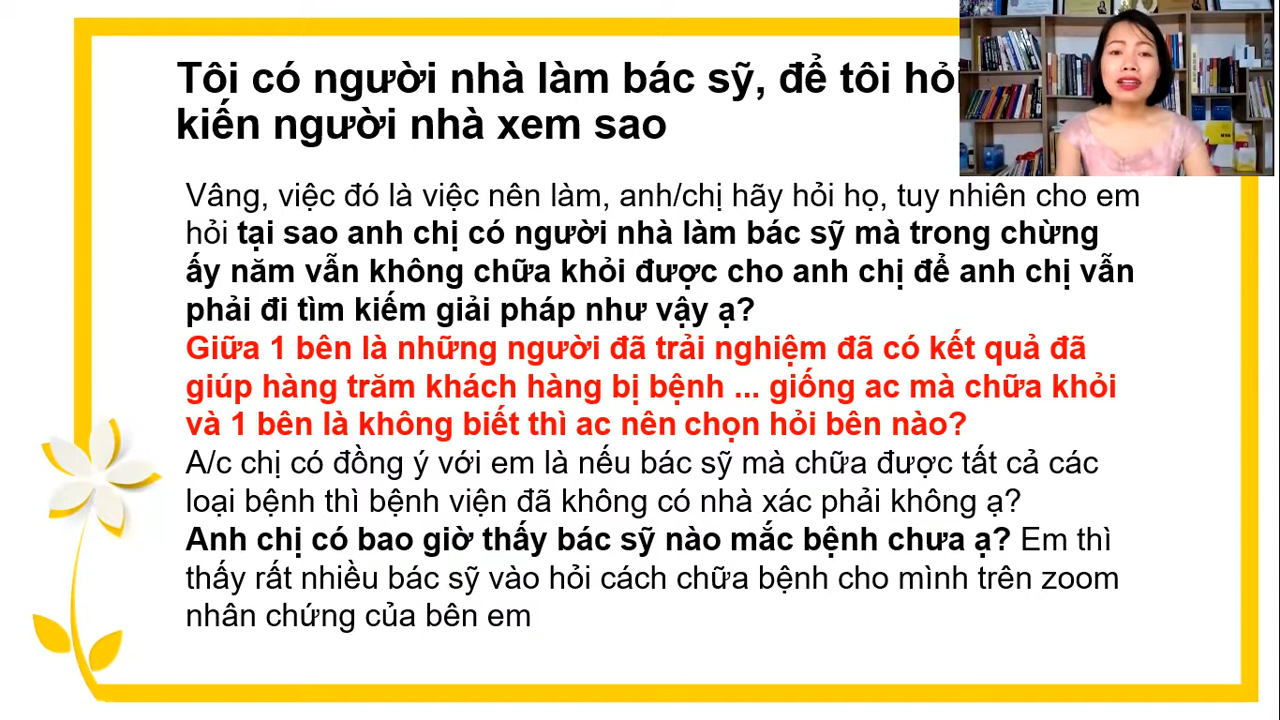 Tôi có người nhà làm bác sỹ, để tôi hỏi
kiến người nhà xem sao
Vâng, việc đó là việc nên làm, anh/chị hãy hỏi họ, tuy nhiên cho em
hỏi tại sao anh chị có người nhà làm bác sỹ mà trong chừng
ấy năm vẫn không chữa khỏi được cho anh chị để anh chị vẫn
phải đi tìm kiếm giải pháp như vậy ạ?
Giữa 1 bên là những người đã trải nghiệm đã có kết quả đã
giúp hàng trăm khách hàng bị bệnh ... giống ac mà chữa khỏi
và 1 bên là không biết thì ac nên chọn hỏi bên nào?
A/c chị có đồng ý với em là nếu bác sỹ mà chữa được tất cả các
loại bệnh thì bệnh viện đã không có nhà xác phải không ạ?
Anh chị có bao giờ thấy bác sỹ nào mắc bệnh chưa ạ? Em thì
thấy rất nhiều bác sỹ vào hỏi cách chữa bệnh cho mình trên zoom
nhân chứng của bên em